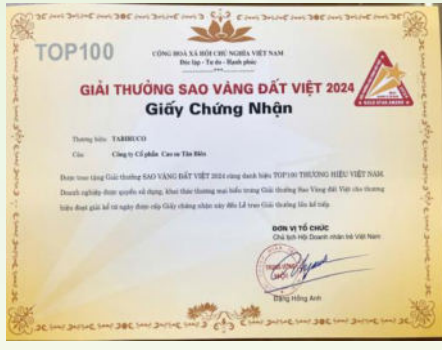 TOP100
CỘNG HOÀ XÃ HỘI CHỦ NGHĨA VIỆT NAM
Độc lập - Tự do - Hạnh phúc
GIẢI THƯỞNG SAO VÀNG ĐẤT VIỆT 2024
GOLD STAR AWARD
Giấy Chứng Nhận
Thương hiệu: TABIRUCO
Của: Công ty Cổ phần Cao su Tân Biên
Được trao tặng Giải thưởng SAO VÀNG ĐẤT VIỆT 2024 cùng danh hiệu TOP100 THƯƠNG HIỆU VIỆT NAM.
Doanh nghiệp được quyền sử dụng, khai thác thương mại biểu trưng Giải thưởng Sao Vàng đất Việt cho thương
hiệu đoạt giải kể từ ngày được cấp Giấy chứng nhận này đến Lễ trao Giải thưởng lần kế tiếp.
ĐƠN VỊ TỔ CHỨC
Chủ tịch Hội Doanh nhân trẻ Việt Nam
Đặng Hồng Anh